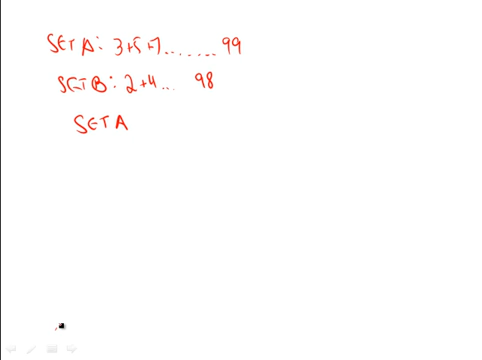 SET A: 3+5+7........ 99
SET B: 2+4... 98
SET A